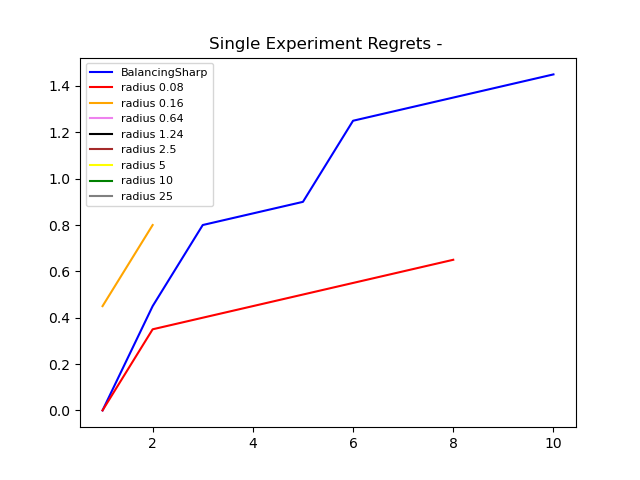 Single Experiment Regrets -
BalancingSharp
radius 0.08
radius 0.16
radius 0.64
radius 1.24
radius 2.5
radius 5
radius 10
radius 25
1.4
1.2
1.0
0.8
0.6
0.4
0.2
0.0
2 4 6 8 10